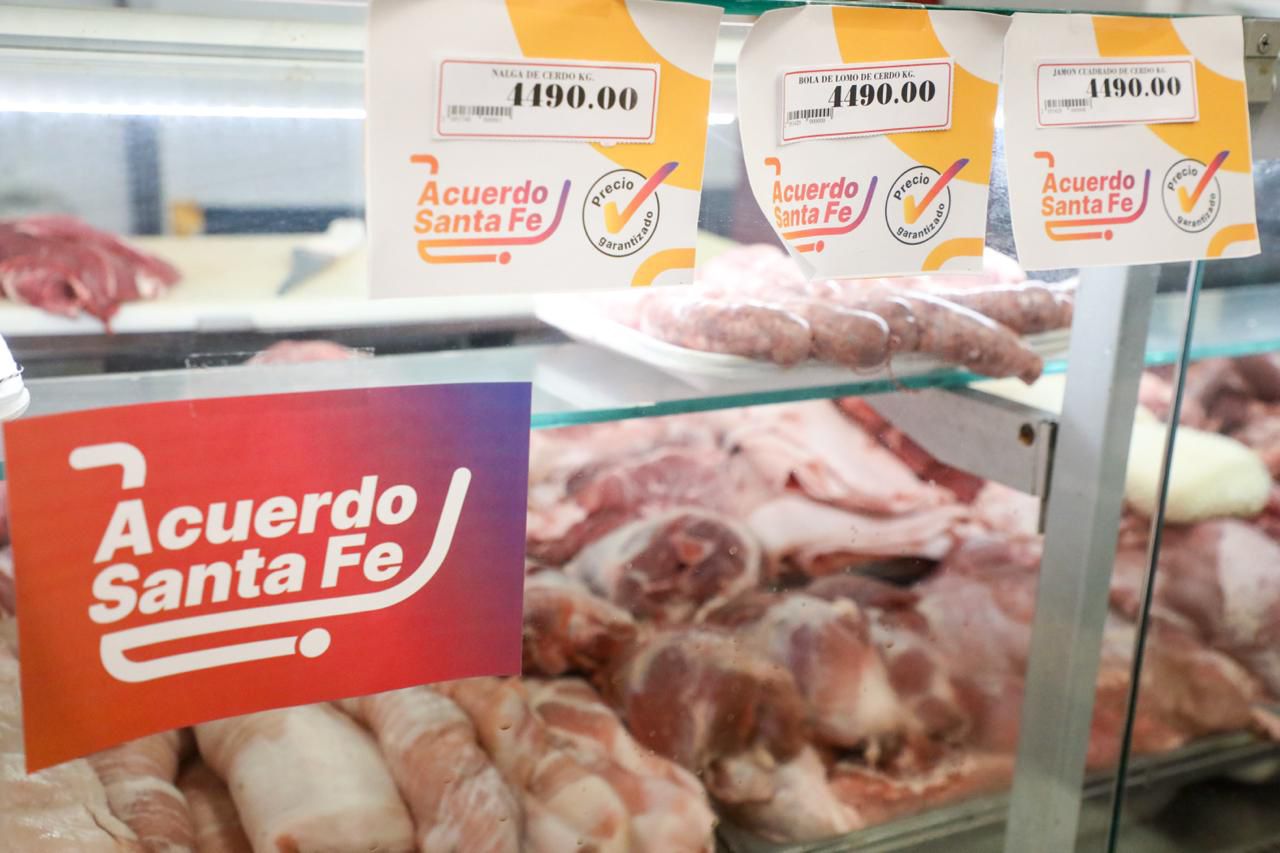 NALGA DE CERDO KG.
4490.00
Acuerdo
Santa Fe
Precio
garantizado
BOLA DE LOMO DE CERDO KG.
4490.00
Acuerdo
Santa Fe
Precio
garantizado
JAMON CUADRADO DE CERDO KG.
4490.00
Acuerdo
Santa Fe
Precio
garantizado
Acuerdo
Santa Fe